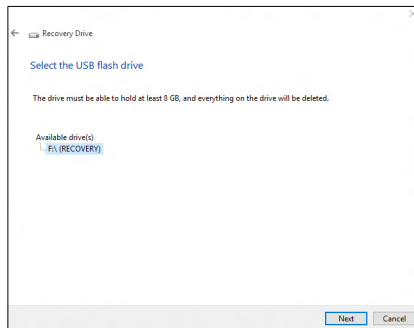 Recovery Drive
Select the USB flash drive
The drive must be able to hold at least 8 GB, and everything on the drive will be deleted.
Available drive(s)
F:\ (RECOVERY)
Next Cancel